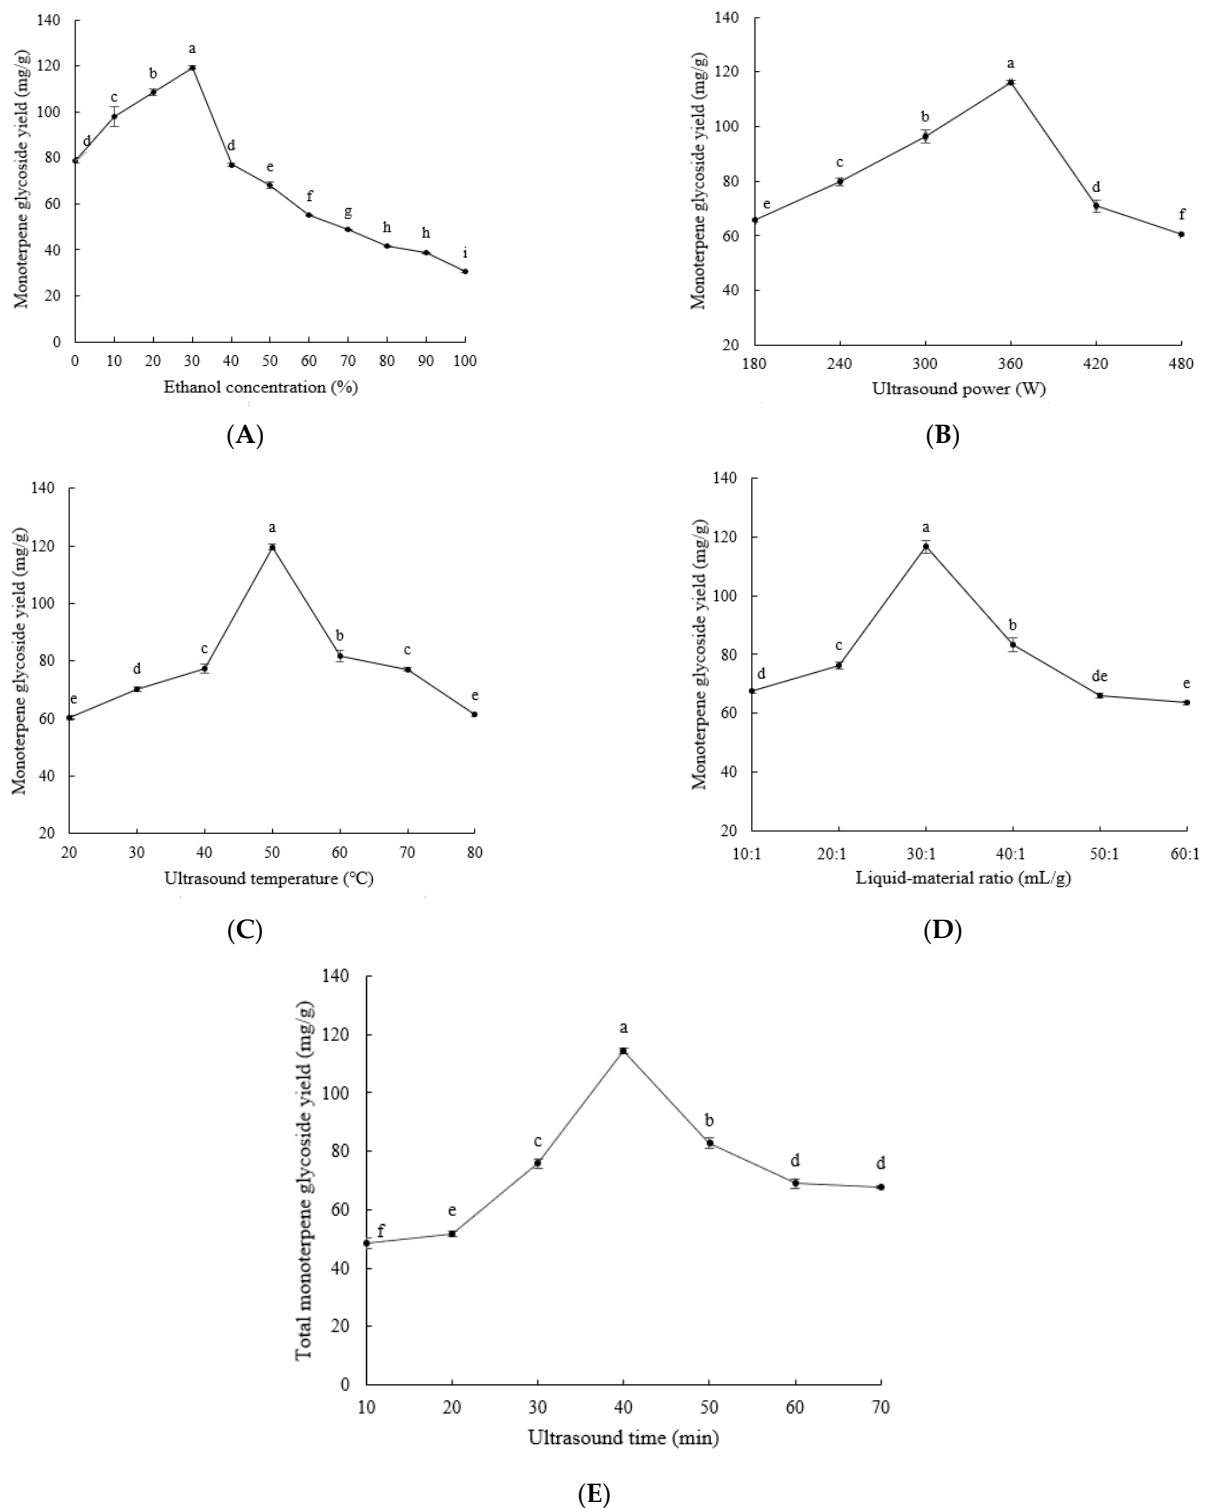 Monoterpene glycoside yield (mg/g)
140
120
100
80
60
40
20
0
d
c
b
a
d
e
f
g
h
h
i
0 10 20 30 40 50 60 70 80 90 100
Ethanol concentration (%)
(A)
Monoterpene glycoside yield (mg/g)
140
120
100
80
60
40
20
e
c
b
a
d
f
180 240 300 360 420 480
Ultrasound power (W)
(B)
Monoterpene glycoside yield (mg/g)
140
120
100
80
60
40
20
e
d
c
a
b
c
e
20 30 40 50 60 70 80
Ultrasound temperature (℃)
(C)
Monoterpene glycoside yield (mg/g)
140
120
100
80
60
40
20
d
c
a
b
de
e
10:1 20:1 30:1 40:1 50:1 60:1
Liquid-material ratio (mL/g)
(D)
Total monoterpene glycoside yield (mg/g)
140
120
100
80
60
40
20
0
f
e
c
a
b
d
d
10 20 30 40 50 60 70
Ultrasound time (min)
(E)